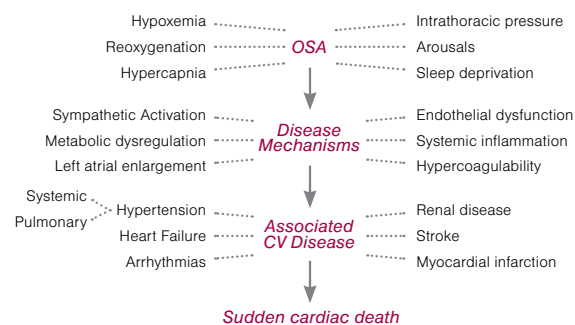 Hypoxemia
Reoxygenation
Hypercapnia
OSA
Intrathoracic pressure
Arousals
Sleep deprivation
Sympathetic Activation
Metabolic dysregulation
Left atrial enlargement
Disease
Mechanisms
Endothelial dysfunction
Systemic inflammation
Hypercoagulability
Systemic
Pulmonary
Hypertension
Heart Failure
Arrhythmias
Associated
CV Disease
Renal disease
Stroke
Myocardial infarction
Sudden cardiac death